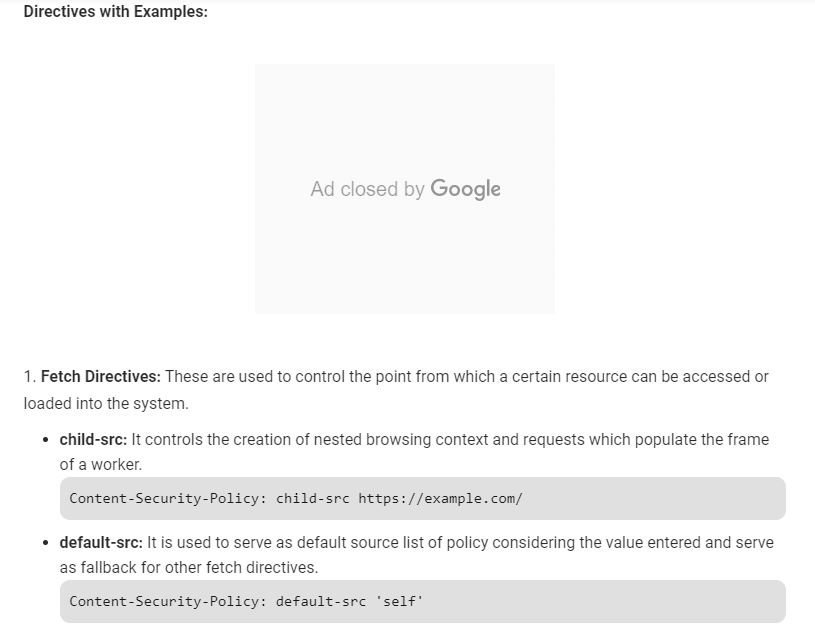 Directives with Examples:
Ad closed by Google
1. Fetch Directives: These are used to control the point from which a certain resource can be accessed or
loaded into the system.
• child-src: It controls the creation of nested browsing context and requests which populate the frame
of a worker.
Content-Security-Policy: child-src https://example.com/
• default-src: It is used to serve as default source list of policy considering the value entered and serve
as fallback for other fetch directives.
Content-Security-Policy: default-src 'self'